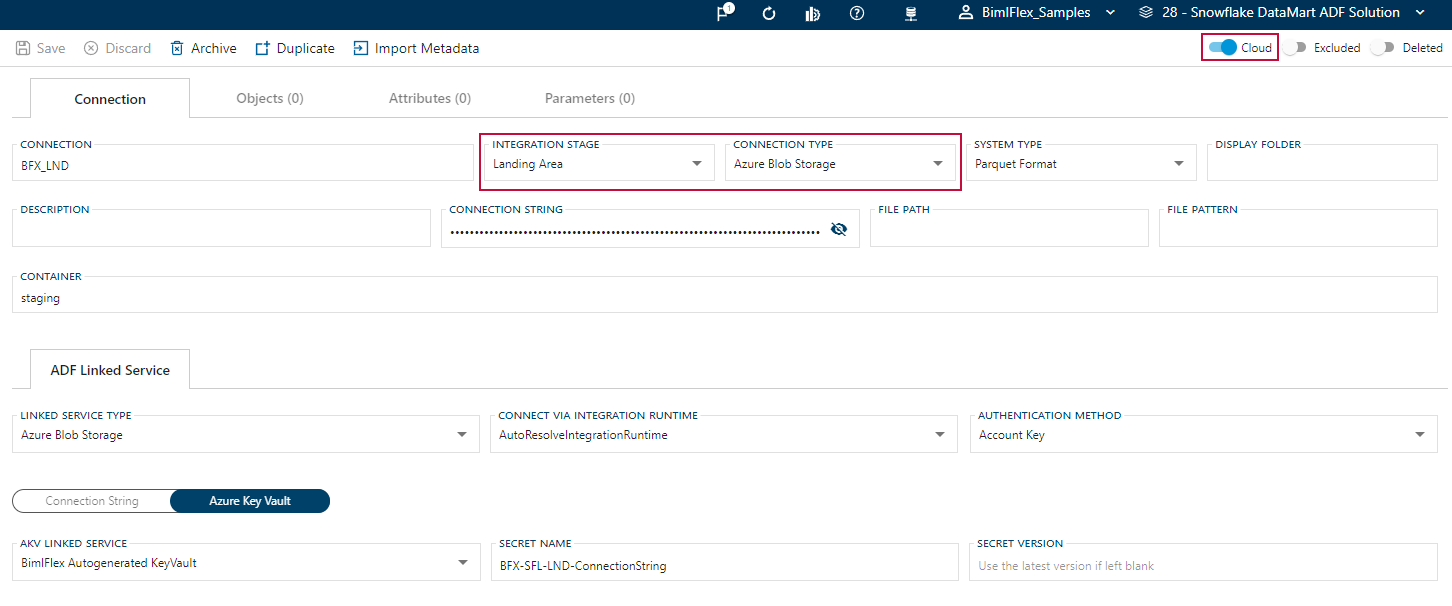 1 BimlFlex_Samples 28 - Snowflake DataMart ADF Solution
Save Discard Archive Duplicate Import Metadata Cloud Excluded Deleted
Connection Objects (0) Attributes (0) Parameters (0)
CONNECTION INTEGRATION STAGE CONNECTION TYPE SYSTEM TYPE DISPLAY FOLDER
BFX_LND Landing Area Azure Blob Storage Parquet Format
DESCRIPTION CONNECTION STRING FILE PATH FILE PATTERN
CONTAINER
staging
ADF Linked Service
LINKED SERVICE TYPE CONNECT VIA INTEGRATION RUNTIME AUTHENTICATION METHOD
Azure Blob Storage AutoResolveIntegrationRuntime Account Key
Connection String Azure Key Vault
AKV LINKED SERVICE SECRET NAME SECRET VERSION
BimlFlex Autogenerated KeyVault BFX-SFL-LND-ConnectionString Use the latest version if left blank